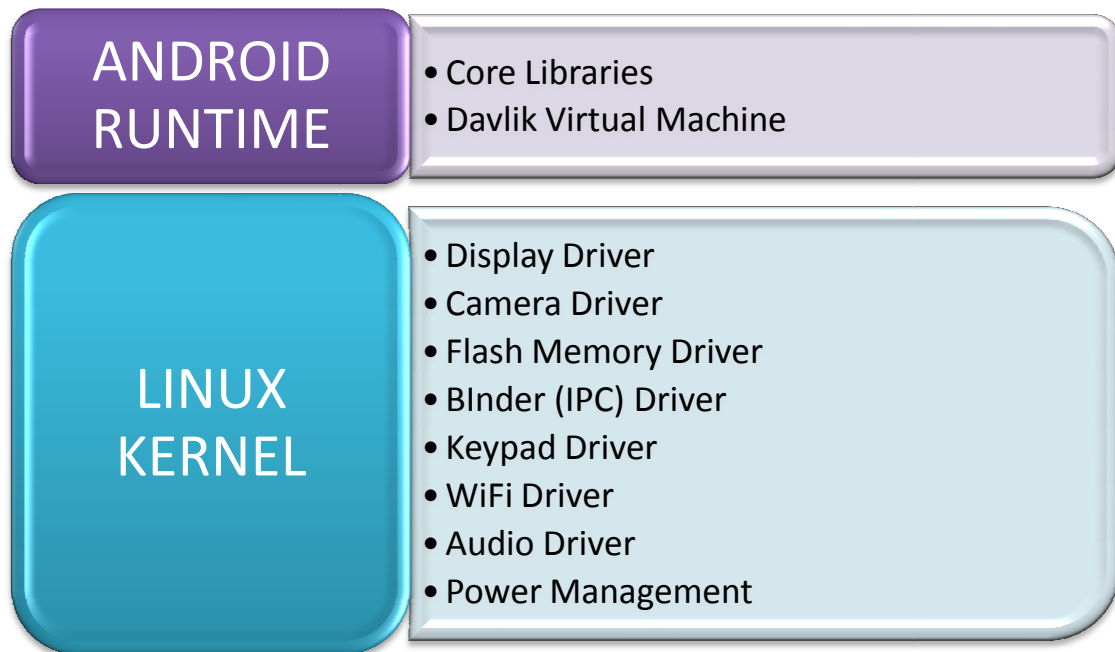 ANDROID
RUNTIME
• Core Libraries
• Davlik Virtual Machine
LINUX
KERNEL
• Display Driver
• Camera Driver
• Flash Memory Driver
• BInder (IPC) Driver
• Keypad Driver
• WiFi Driver
• Audio Driver
• Power Management